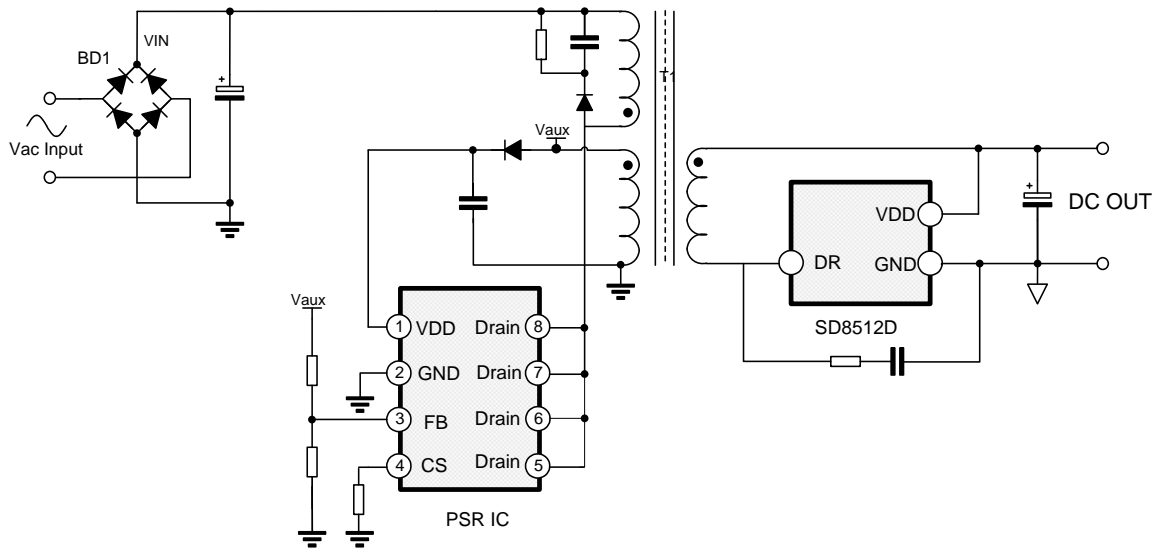 VIN
BD1
+
T1
Vac Input
Vaux
+
DC OUT
VDD
DR
GND
SD8512D
Vaux
1
VDD
Drain
8
2
GND
Drain
7
3
FB
Drain
6
4
CS
Drain
5
PSR IC